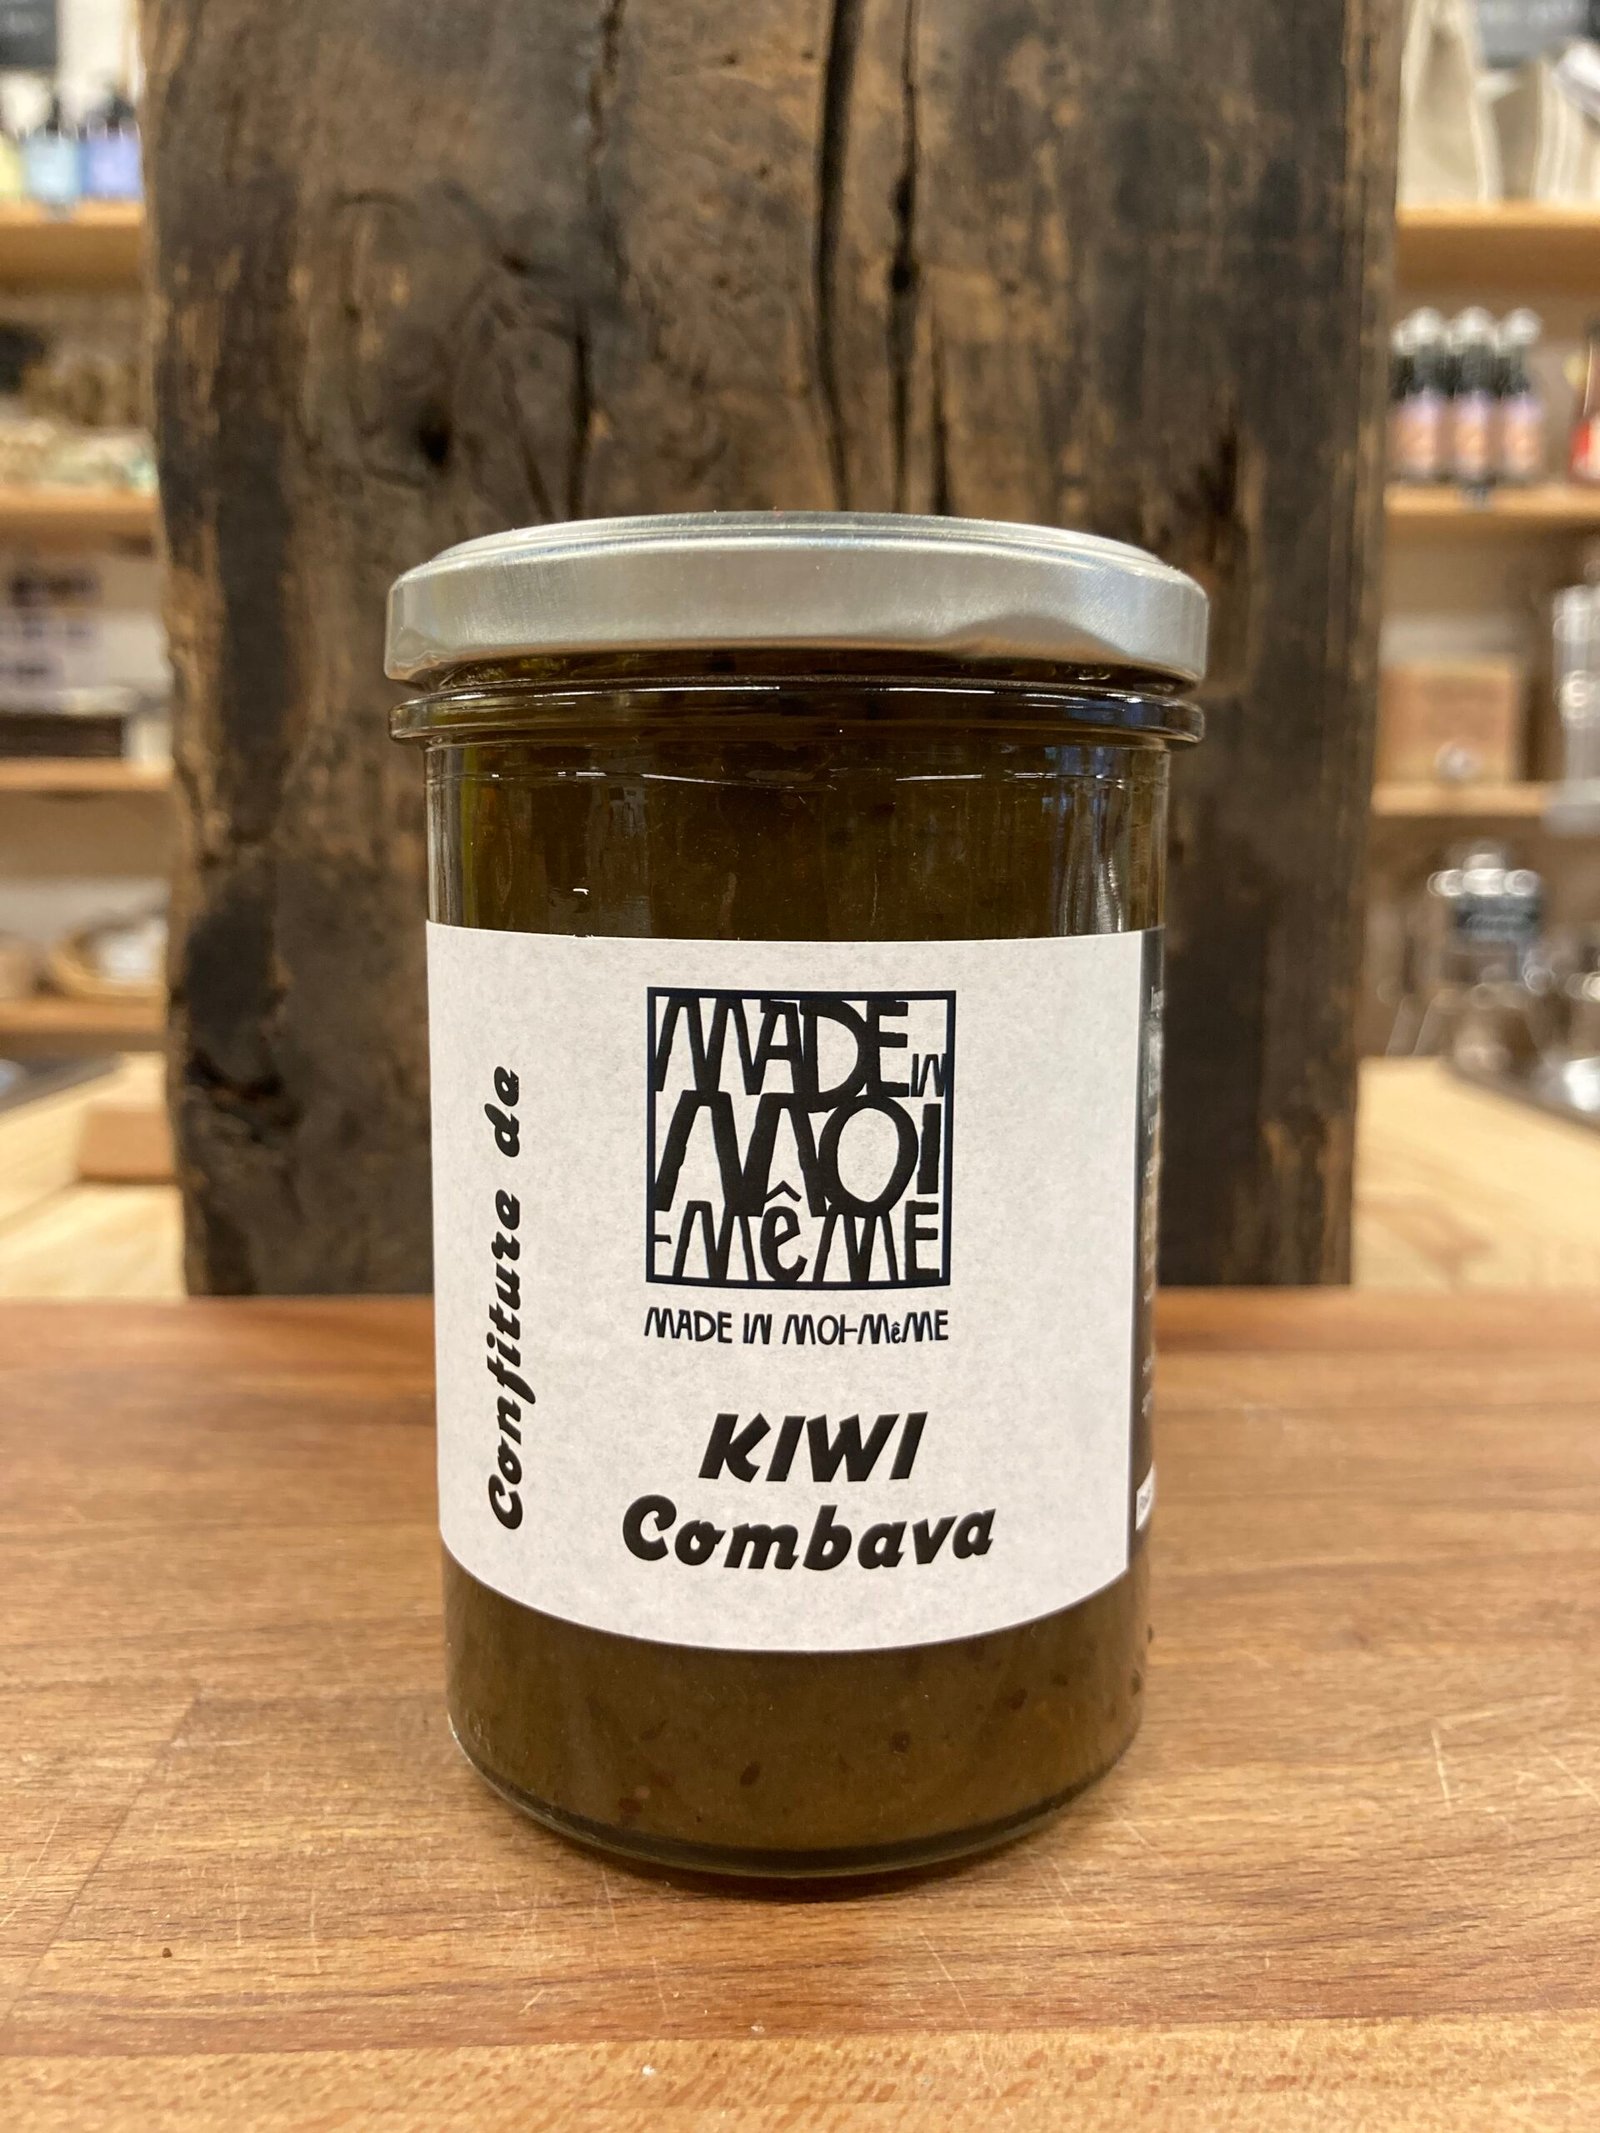 Confiture de
MADE IN
MOI
-MêME
MADE IN MOI-MêME
KIWI
Combava